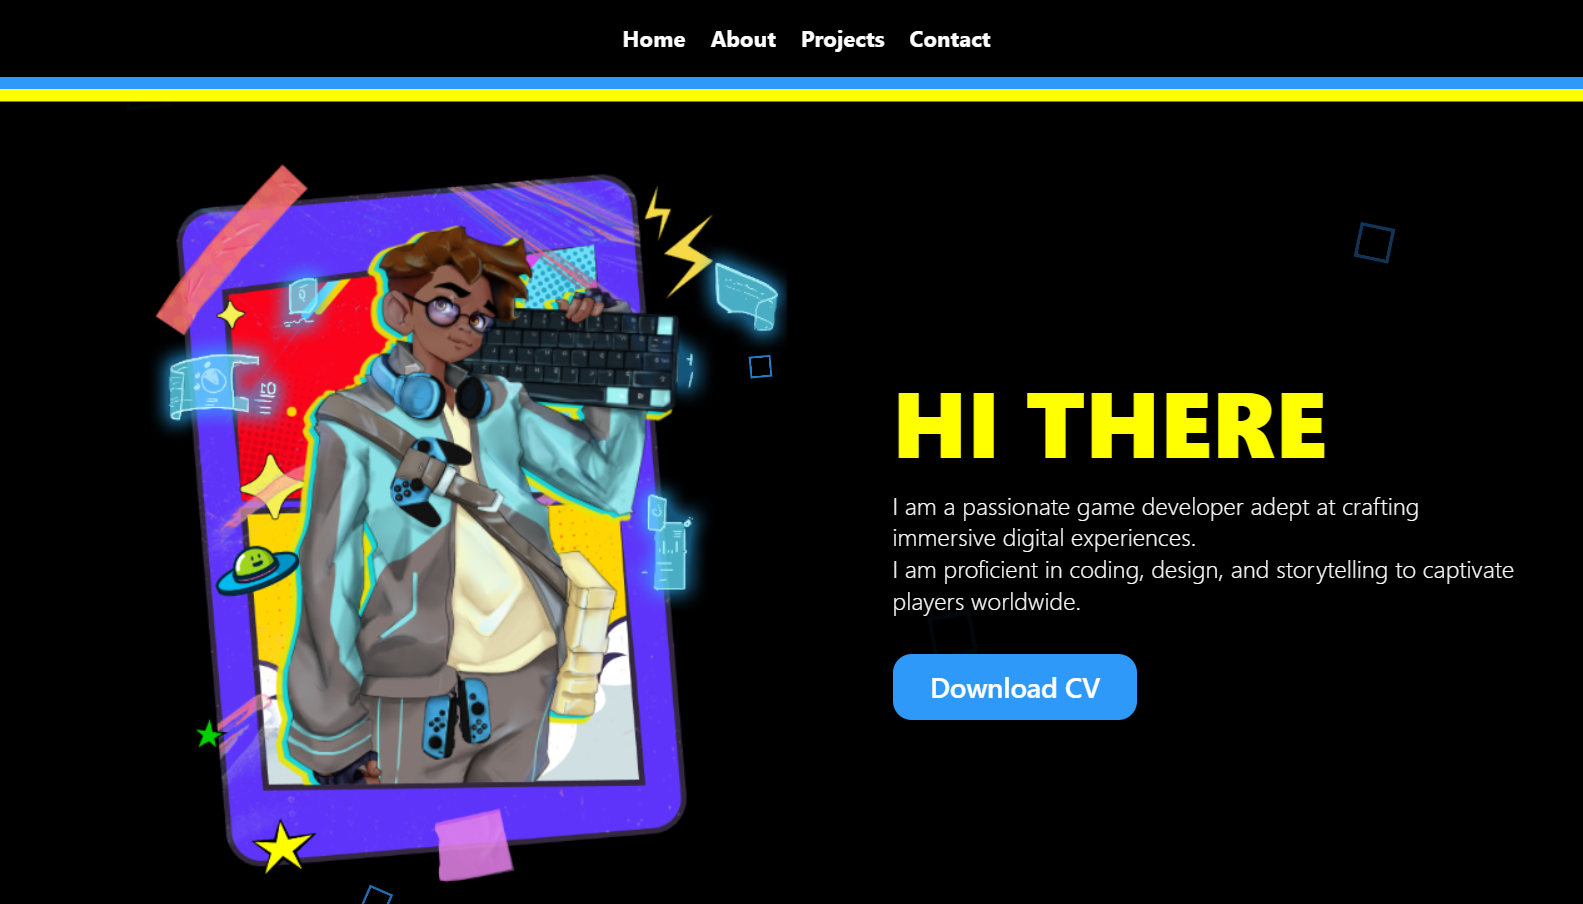 Home About Projects Contact
HI THERE
I am a passionate game developer adept at crafting
immersive digital experiences.
I am proficient in coding, design, and storytelling to captivate
players worldwide.
Download CV